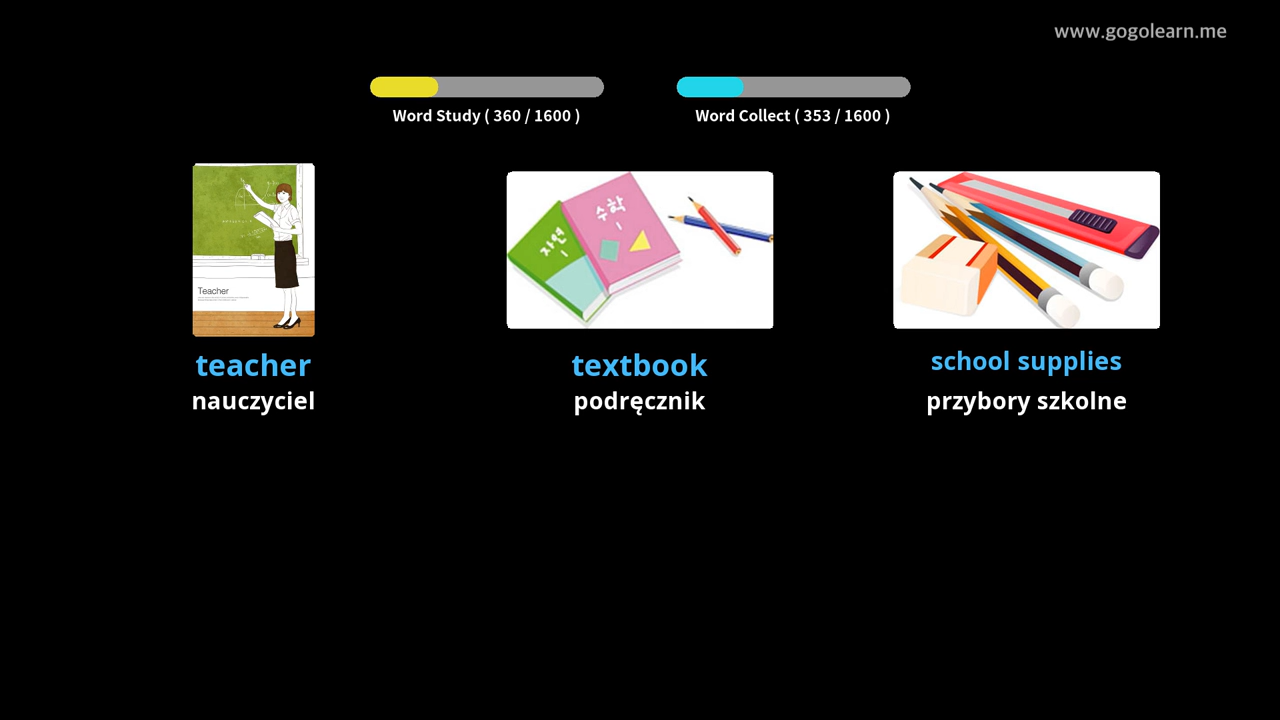 www.gogolearn.me
Word Study ( 360 / 1600 )
Word Collect ( 353 / 1600 )
Teacher
자연
수학
teacher
textbook
school supplies
nauczyciel
podręcznik
przybory szkolne